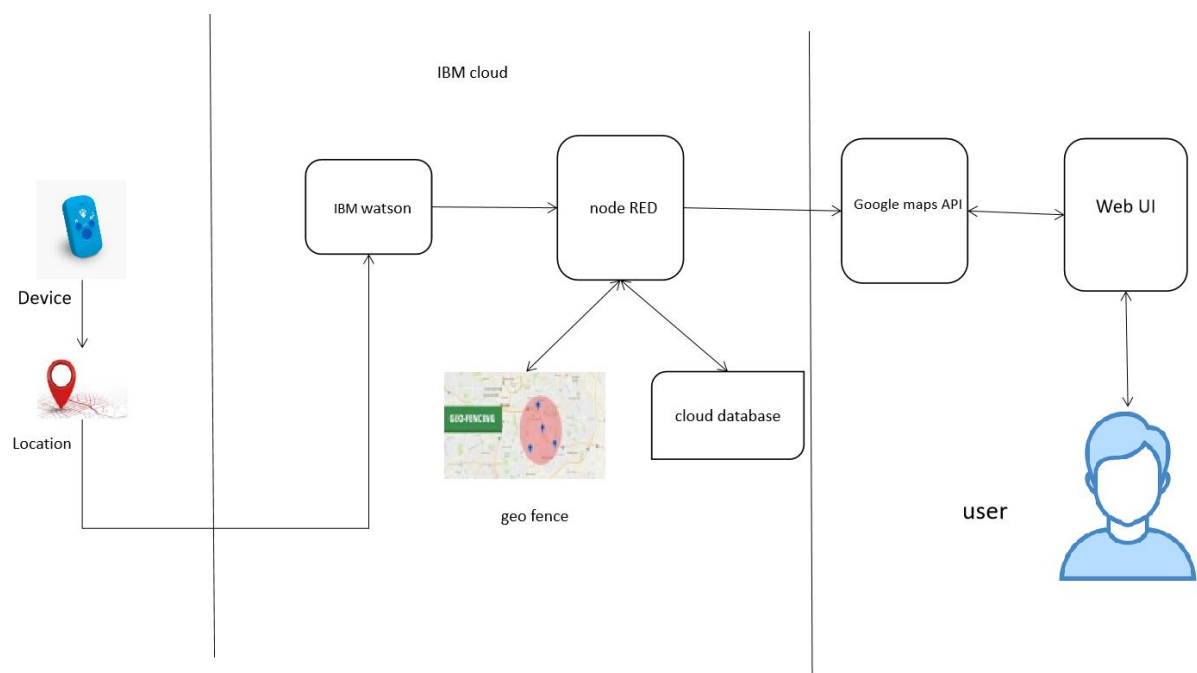 IBM cloud
IBM watson
node RED
Google maps API
Web UI
Device
Location
GEO-FENCING
geo fence
cloud database
user